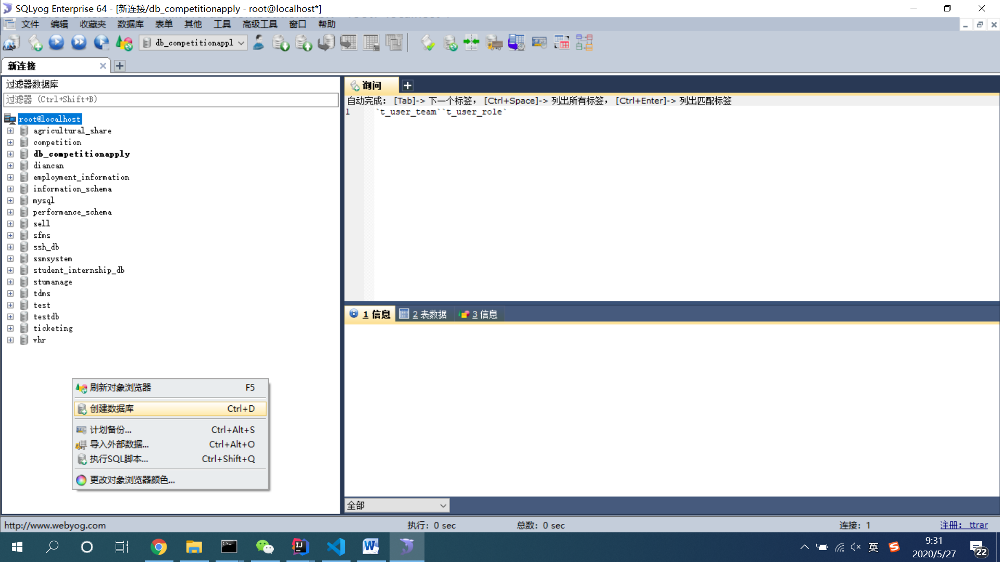 SQLyog Enterprise 64 - [新连接/db_competitionapply - root@localhost*]
文件 编辑 收藏夹 数据库 表单 其他 工具 高级工具 窗口 帮助
db_competitionappl
新连接
过滤器数据库
过滤器 (Ctrl+Shift+B)
root@localhost
agricultural_share
competition
db_competitionapply
diancan
employment_information
information_schema
mysql
performance_schema
sell
sfms
ssh_db
ssmsystem
student_internship_db
stumanage
tdms
test
testdb
ticketing
vhr
刷新对象浏览器 F5
创建数据库 Ctrl+D
计划备份... Ctrl+Alt+S
导入外部数据... Ctrl+Alt+O
执行SQL脚本... Ctrl+Shift+Q
更改对象浏览器颜色...
询问
自动完成： [Tab]-> 下一个标签， [Ctrl+Space]-> 列出所有标签， [Ctrl+Enter]-> 列出匹配标签
1 `t_user_team``t_user_role`
1 信息 2 表数据 3 信息
全部
http://www.webyog.com 执行：0 sec 总数：0 sec 连接：1 注册： ttrar
英
9:31
2020/5/27
22